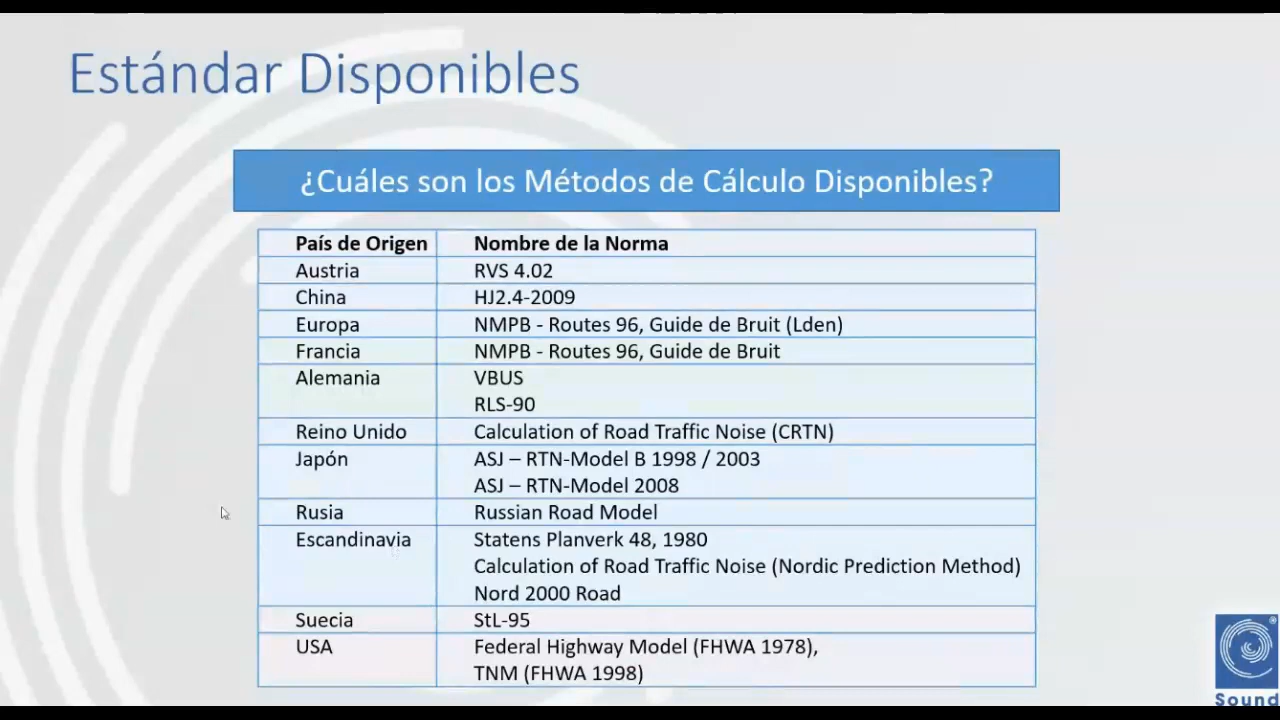 Estándar Disponibles
¿Cuáles son los Métodos de Cálculo Disponibles?
País de Origen Nombre de la Norma
Austria RVS 4.02
China HJ2.4-2009
Europa NMPB - Routes 96, Guide de Bruit (Lden)
Francia NMPB - Routes 96, Guide de Bruit
Alemania VBUS
RLS-90
Reino Unido Calculation of Road Traffic Noise (CRTN)
Japón ASJ – RTN-Model B 1998 / 2003
ASJ – RTN-Model 2008
Rusia Russian Road Model
Escandinavia Statens Planverk 48, 1980
Calculation of Road Traffic Noise (Nordic Prediction Method)
Nord 2000 Road
Suecia StL-95
USA Federal Highway Model (FHWA 1978),
TNM (FHWA 1998)
Sound